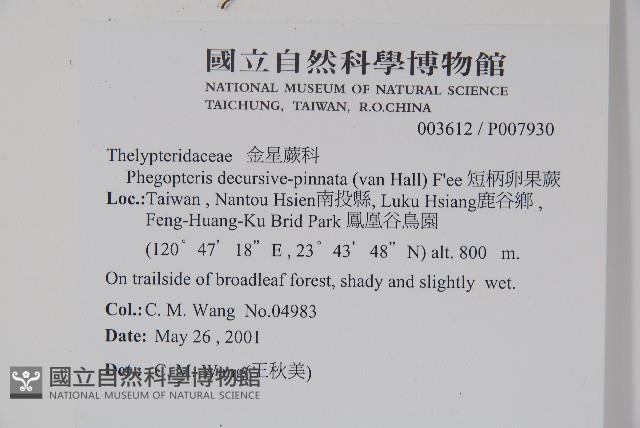 國立自然科學博物館
NATIONAL MUSEUM OF NATURAL SCIENCE
TAICHUNG, TAIWAN, R.O.CHINA
003612 / P007930
Thelypteridaceae 金星蕨科
Phegopteris decursive-pinnata (van Hall) F'ee 短柄卵果蕨
Loc.:Taiwan , Nantou Hsien南投縣, Luku Hsiang鹿谷鄉 ,
Feng-Huang-Ku Brid Park 鳳凰谷鳥園
(120° 47' 18" E , 23° 43' 48" N) alt. 800 m.
On trailside of broadleaf forest, shady and slightly wet.
Col.: C. M. Wang No.04983
Date: May 26 , 2001
Det.: C. M. Wang(王秋美)
國立自然科學博物館
NATIONAL MUSEUM OF NATURAL SCIENCE